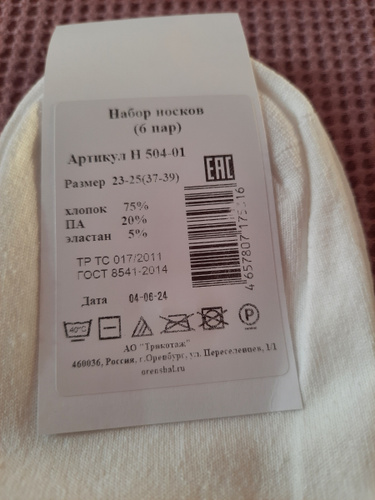 Набор носков
(6 пар)
Артикул Н 504-01
EAC
Размер 23-25(37-39)
хлопок 75%
ПА 20%
эластан 5%
ТР ТС 017/2011
ГОСТ 8541-2014
Дата 04-06-24
40°C
P
АО "Трикотаж"
460036, Россия, г.Оренбург, ул. Переселенцев, 1/1
orenshal.ru